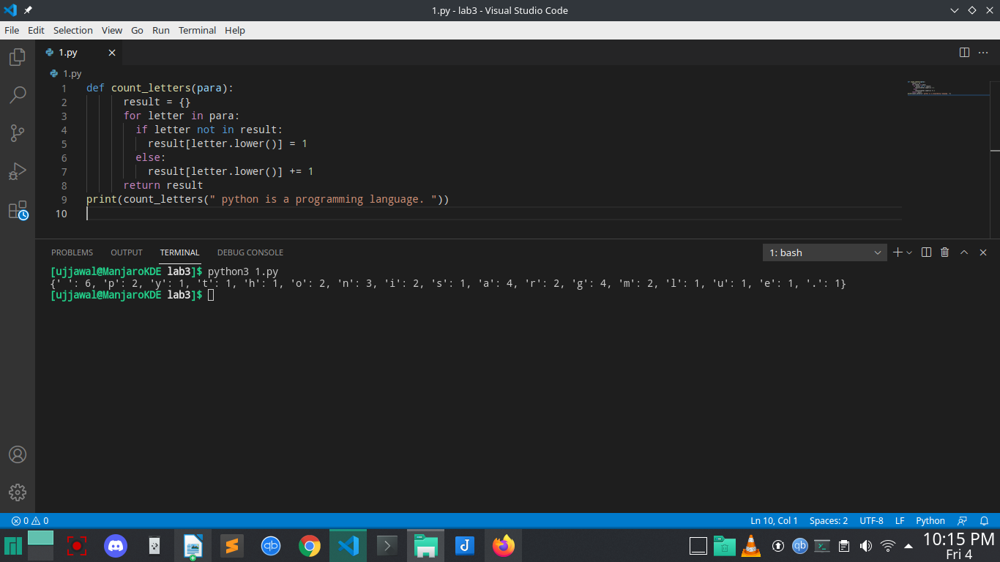 1.py - lab3 - Visual Studio Code
File Edit Selection View Go Run Terminal Help
1.py
1.py
1 def count_letters(para):
2 result = {}
3 for letter in para:
4 if letter not in result:
5 result[letter.lower()] = 1
6 else:
7 result[letter.lower()] += 1
8 return result
9 print(count_letters(" python is a programming language. "))
10
PROBLEMS OUTPUT TERMINAL DEBUG CONSOLE
1: bash
[ujjawal@ManjaroKDE lab3]$ python3 1.py
{' ': 6, 'p': 2, 'y': 1, 't': 1, 'h': 1, 'o': 2, 'n': 3, 'i': 2, 's': 1, 'a': 4, 'r': 2, 'g': 4, 'm': 2, 'l': 1, 'u': 1, 'e': 1, '.': 1}
[ujjawal@ManjaroKDE lab3]$
0 0
Ln 10, Col 1 Spaces: 2 UTF-8 LF Python
qb
qb
10:15 PM
Fri 4